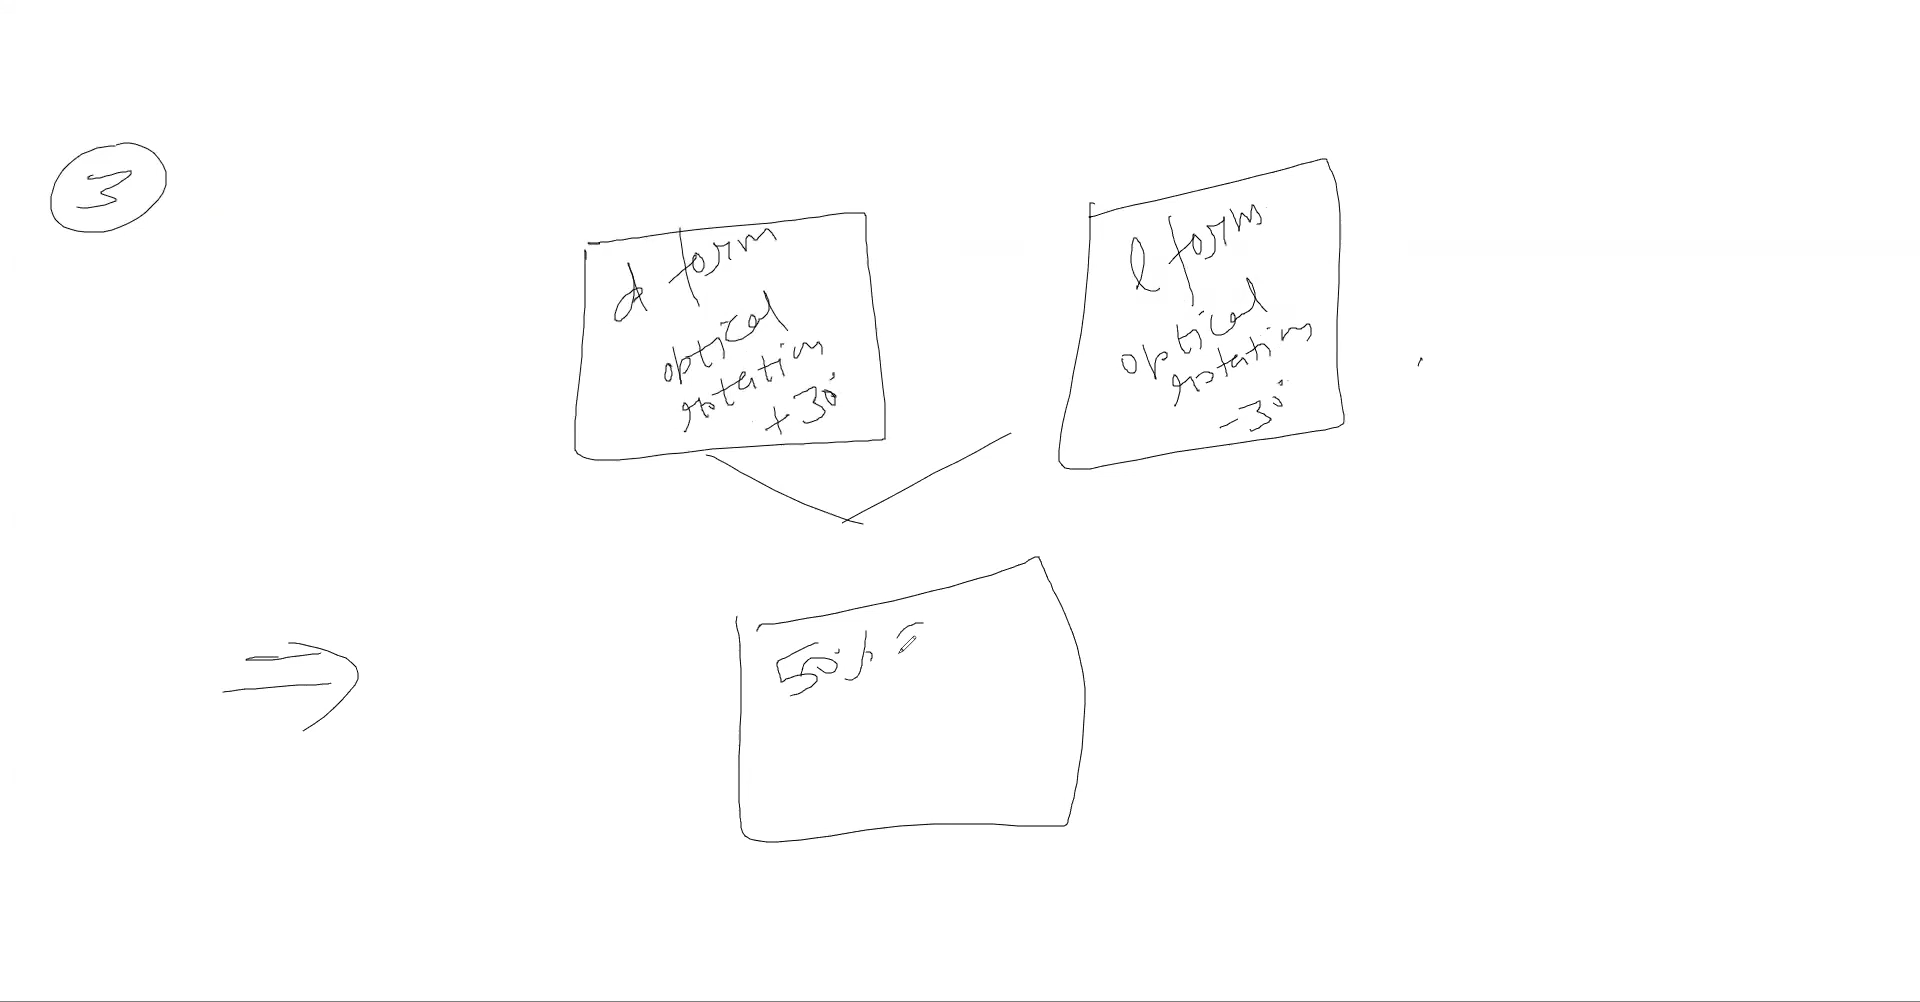 3
d form
optical
rotation
+ 30°
l form
optical
rotation
- 30°
50%